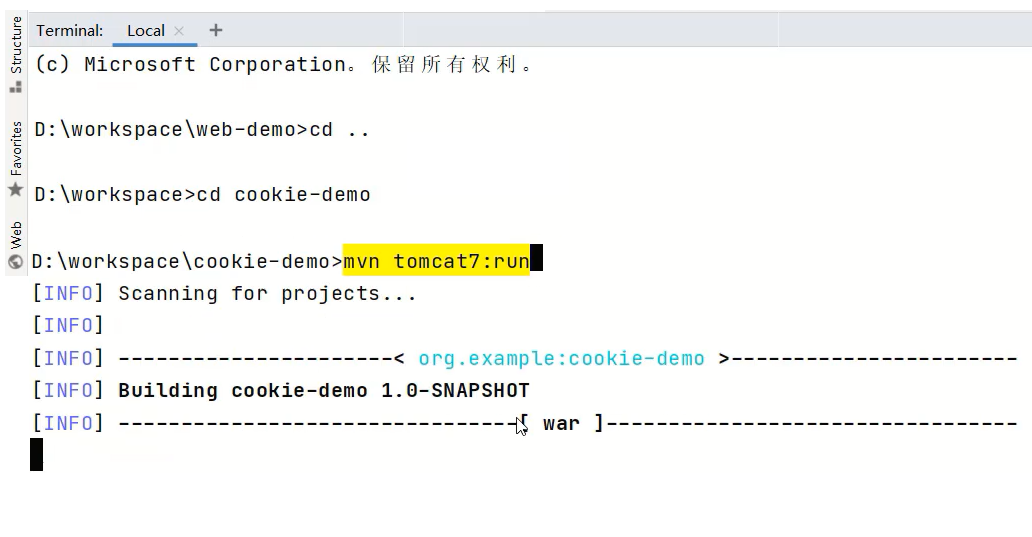 Terminal: Local × +
(c) Microsoft Corporation。保留所有权利。
D:\workspace\web-demo>cd ..
D:\workspace>cd cookie-demo
D:\workspace\cookie-demo>mvn tomcat7:run
[INFO] Scanning for projects...
[INFO]
[INFO] ----------------------< org.example:cookie-demo >-----------------------
[INFO] Building cookie-demo 1.0-SNAPSHOT
[INFO] --------------------------------[ war ]---------------------------------
Structure
Favorites
Web